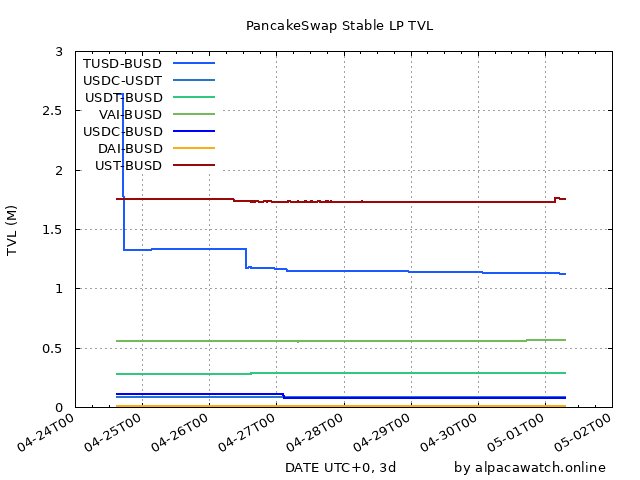 PancakeSwap Stable LP TVL
TVL (M)
3
2.5
2
1.5
1
0.5
0
TUSD-BUSD
USDC-USDT
USDT-BUSD
VAI-BUSD
USDC-BUSD
DAI-BUSD
UST-BUSD
04-24T00
04-25T00
04-26T00
04-27T00
04-28T00
04-29T00
04-30T00
05-01T00
05-02T00
DATE UTC+0, 3d
by alpacawatch.online